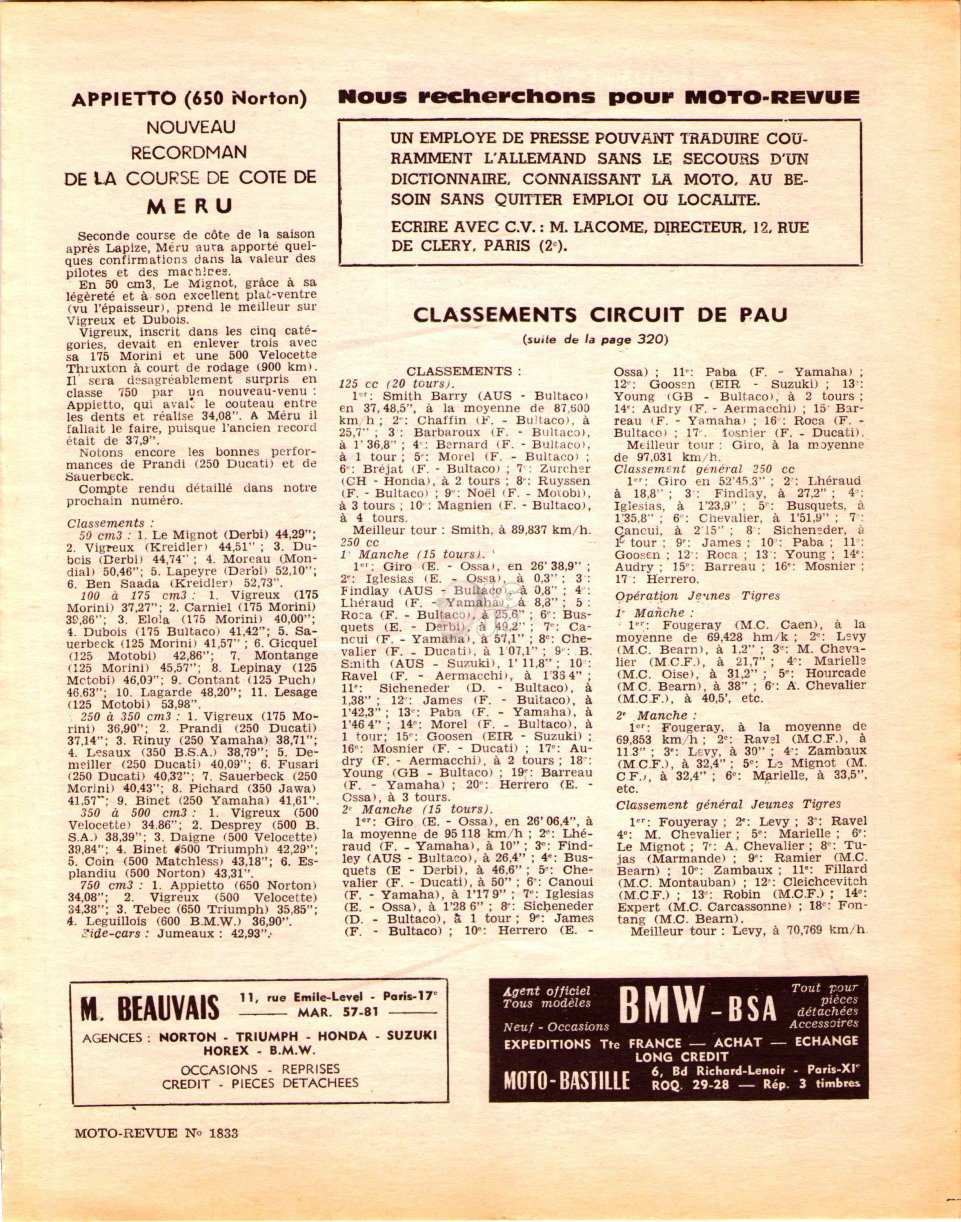 APPIETTO (650 Norton)
NOUVEAU
RECORDMAN
DE LA COURSE DE COTE DE
MERU
Seconde course de côte de la saison
après Lapize, Méru aura apporté quel-
ques confirmations dans la valeur des
pilotes et des machines.
En 50 cm3, Le Mignot, grâce à sa
légèreté et à son excellent plat-ventre
(vu l'épaisseur), prend le meilleur sur
Vigreux et Dubois.
Vigreux, inscrit dans les cinq caté-
gories, devait en enlever trois avec
sa 175 Morini et une 500 Velocette
Thruxton à court de rodage (900 km).
Il sera désagréablement surpris en
classe 750 par un nouveau-venu :
Appietto, qui avait le couteau entre
les dents et réalise 34,08''. A Méru il
fallait le faire, puisque l'ancien record
était de 37,9''.
Notons encore les bonnes perfor-
mances de Prandi (250 Ducati) et de
Sauerbeck.
Compte rendu détaillé dans notre
prochain numéro.
Classements :
50 cm3 : 1. Le Mignot (Derbi) 44,29'';
2. Vigreux (Kreidler) 44,51'' ; 3. Du-
bois (Derbi) 44,74'' ; 4. Moreau (Mon-
dial) 50,46''; 5. Lapeyre (Derbi) 52,10'';
6. Ben Saada (Kreidler) 52,73''.
100 à 175 cm3 : 1. Vigreux (175
Morini) 37,27''; 2. Carniel (175 Morini)
39,86''; 3. Elola (175 Morini) 40,00'';
4. Dubois (175 Bultaco) 41,42''; 5. Sa-
uerbeck (125 Morini) 41,57'' ; 6. Gicquel
(125 Motobi) 42,86''; 7. Montange
(125 Morini) 45,57''; 8. Lepinay (125
Motobi) 46,09''; 9. Contant (125 Puch)
46,63''; 10. Lagarde 48,20''; 11. Lesage
(125 Motobi) 53,98''.
250 à 350 cm3 : 1. Vigreux (175 Mo-
rini) 36,90''; 2. Prandi (250 Ducati)
37,14''; 3. Rinuy (250 Yamaha) 38,71'';
4. Lesaux (350 B.S.A.) 38,79''; 5. De-
meiller (250 Ducati) 40,09''; 6. Fusari
(250 Ducati) 40,32''; 7. Sauerbeck (250
Morini) 40,43''; 8. Pichard (350 Jawa)
41,57''; 9. Binet (250 Yamaha) 41,61''.
350 à 500 cm3 : 1. Vigreux (500
Velocette) 34.86''; 2. Desprey (500 B.
S.A.) 38,39''; 3. Daigne (500 Velocette)
39,84''; 4. Binet (500 Triumph) 42,29'';
5. Coin (500 Matchless) 43,18''; 6. Es-
plandiu (500 Norton) 43,31''.
750 cm3 : 1. Appietto (650 Norton)
34,08''; 2. Vigreux (500 Velocette)
34,38''; 3. Tebec (650 Triumph) 35,85'';
4. Leguillois (600 B.M.W.) 36,90''.
Side-cars : Jumeaux : 42,93''.
Nous recherchons pour MOTO-REVUE
UN EMPLOYE DE PRESSE POUVANT TRADUIRE COU-
RAMMENT L'ALLEMAND SANS LE SECOURS D'UN
DICTIONNAIRE, CONNAISSANT LA MOTO, AU BE-
SOIN SANS QUITTER EMPLOI OU LOCALITE.
ECRIRE AVEC C.V. : M. LACOME, DIRECTEUR, 12, RUE
DE CLERY, PARIS (2e).
CLASSEMENTS CIRCUIT DE PAU
(suite de la page 320)
CLASSEMENTS :
125 cc (20 tours).
1er: Smith Barry (AUS - Bultaco)
en 37,48,5'', à la moyenne de 87,600
km/h ; 2e: Chaffin (F. - Bultaco), à
25,7'' ; 3e: Barbaroux (F. - Bultaco),
à 1'36,8'' ; 4e: Bernard (F. - Bultaco)
à 1 tour ; 5e: Morel (F. - Bultaco) ;
6e: Bréjat (F. - Bultaco) ; 7e: Zurcher
(CH - Honda), à 2 tours ; 8e: Ruyssen
(F. - Bultaco) ; 9e: Noël (F. - Motobi),
à 3 tours ; 10e: Magnien (F. - Bultaco),
à 4 tours.
Meilleur tour : Smith, à 89,837 km/h.
250 cc
1e Manche (15 tours).
1er: Giro (E. - Ossa), en 26'38,9'' ;
2e: Iglesias (E. - Ossa), à 0,3'' ; 3e:
Findlay (AUS - Bultaco), à 0,8'' ; 4e:
Lhéraud (F. - Yamaha), à 8,8'' ; 5 :
Roca (F. - Bultaco), à 25,6'' ; 6e: Bus-
quets (E. - Derbi), à 49,2'' ; 7e: Ca-
noui (F. - Yamaha), à 57,1'' ; 8e: Che-
valier (F. - Ducati), à 1'07,1'' ; 9e: B.
Smith (AUS - Suzuki), 1' 11,8'' ; 10e:
Ravel (F. - Aermacchi), à 1'35 4'' ;
11e: Sicheneder (D. - Bultaco), à
1,38'' ; 12e: James (F. - Buitaco), à
1'42,3'' ; 13e: Paba (F. - Yamaha), à
1'46 4'' ; 14e: Morel (F. - Bultaco), à
1 tour; 15e: Goosen (EIR - Suzuki) ;
16e: Mosnier (F. - Ducati) ; 17e: Au-
dry (F. - Aermacchi), à 2 tours ; 18e:
Young (GB - Bultaco) ; 19e: Barreau
(F. - Yamaha) ; 20e: Herrero (E. -
Ossa), à 3 tours.
2e Manche (15 tours).
1er: Giro (E. - Ossa), en 26' 06,4'', à
la moyenne de 95 118 km/h ; 2e: Lhé-
raud (F. - Yamaha), à 10'' ; 3e: Find-
ley (AUS - Bultaco), à 26,4'' ; 4e: Bus-
quets (E - Derbi), à 46,6'' ; 5e: Che-
valier (F. - Ducati), à 50'' ; 6e: Canoui
(F. - Yamaha), à 1'17 9'' ; 7e: Iglesias
(E. - Ossa), à 1'28 6'' ; 8e: Sicheneder
(D. - Bultaco), à 1 tour ; 9e: James
(F. - Bultaco) ; 10e: Herrero (E. -
Ossa) ; 11e: Paba (F. - Yamaha) ;
12e: Goosen (EIR - Suzuki) ; 13e:
Young (GB - Bultaco), à 2 tours ;
14e: Audry (F. - Aermacchi) ; 15 Bar-
reau (F. - Yamaha) ; 16e: Roca (F. -
Bultaco) ; 17e: Mosnier (F. - Ducati).
Meilleur tour : Giro, à la moyenne
de 97,031 km/h.
Classement général 250 cc
1er: Giro en 52'45,3'' ; 2e: Lhéraud
à 18,8'' ; 3e: Findlay, à 27,2'' ; 4e:
Iglesias, à 1'23,9'' ; 5e: Busquets, à
1'35,8'' ; 6e: Chevalier, à 1'51,9'' ; 7e:
Cancui, à 2'15'' ; 8e: Sicheneder, à
1 tour ; 9e: James ; 10e: Paba ; 11e:
Goosen ; 12e: Roca ; 13e: Young ; 14e:
Audry ; 15e: Barreau ; 16e: Mosnier ;
17e: Herrero.
Opération Jeunes Tigres
1e Manche :
1er: Fougeray (M.C. Caen), à la
moyenne de 69,428 hm/k ; 2e: Levy
(M.C. Bearn), à 1,2'' ; 3e: M. Cheva-
lier (M.C.F.), à 21,7'' ; 4e: Marielle
(M.C. Oise), à 31,2'' ; 5e: Hourcade
(M.C. Bearn), à 38'' ; 6e: A. Chevalier
(M.C.F.), à 40,5', etc.
2e Manche :
1er: Fougeray, à la moyenne de
69,853 km/h ; 2e: Ravel (M.C.F.), à
11.3'' ; 3e: Levy, à 30'' ; 4e: Zambaux
(M.C.F.), à 32,4'' ; 5e: Le Mignot (M.
C.F.), à 32,4'' ; 6e: Marielle, à 33,5'',
etc.
Classement général Jeunes Tigres
1er: Fouyeray ; 2e: Levy ; 3e: Ravel
4e: M. Chevalier ; 5e: Marielle ; 6e:
Le Mignot ; 7e: A. Chevalier ; 8e: Tu-
jas (Marmande) ; 9e: Ramier (M.C.
Bearn) ; 10e: Zambaux ; 11e: Fillard
(M.C. Montauban) ; 12e: Cleichcevitch
(M.C.F.) ; 13e: Robin (M.C.F.) ; 14e:
Expert (M.C. Carcassonne) ; 18e: Fon-
tang (M.C. Bearn).
Meilleur tour : Levy, à 70,769 km/h
M. BEAUVAIS
11, rue Emile-Level - Paris-17e
MAR. 57-81
AGENCES : NORTON - TRIUMPH - HONDA - SUZUKI
HOREX - B.M.W.
OCCASIONS - REPRISES
CREDIT - PIECES DETACHEES
Agent officiel
Tous modèles
Neuf - Occasions
BMW - BSA
Tout pour
pièces
détachées
Accessoires
EXPEDITIONS Tte FRANCE — ACHAT — ECHANGE
LONG CREDIT
MOTO-BASTILLE
6, Bd Richard-Lenoir - Paris-XIe
ROQ. 29-28 — Rép. 3 timbres
MOTO-REVUE No 1833